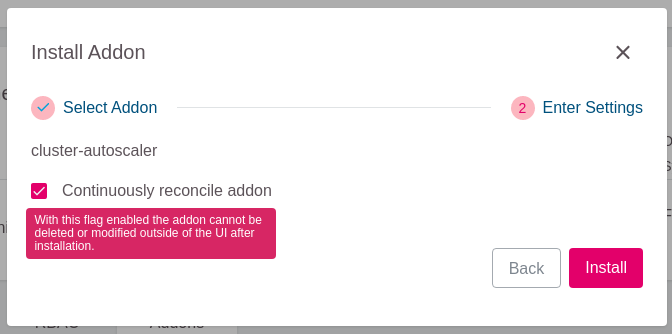 Install Addon
Select Addon
2 Enter Settings
cluster-autoscaler
Continuously reconcile addon
With this flag enabled the addon cannot be
deleted or modified outside of the UI after
installation.
Back
Install